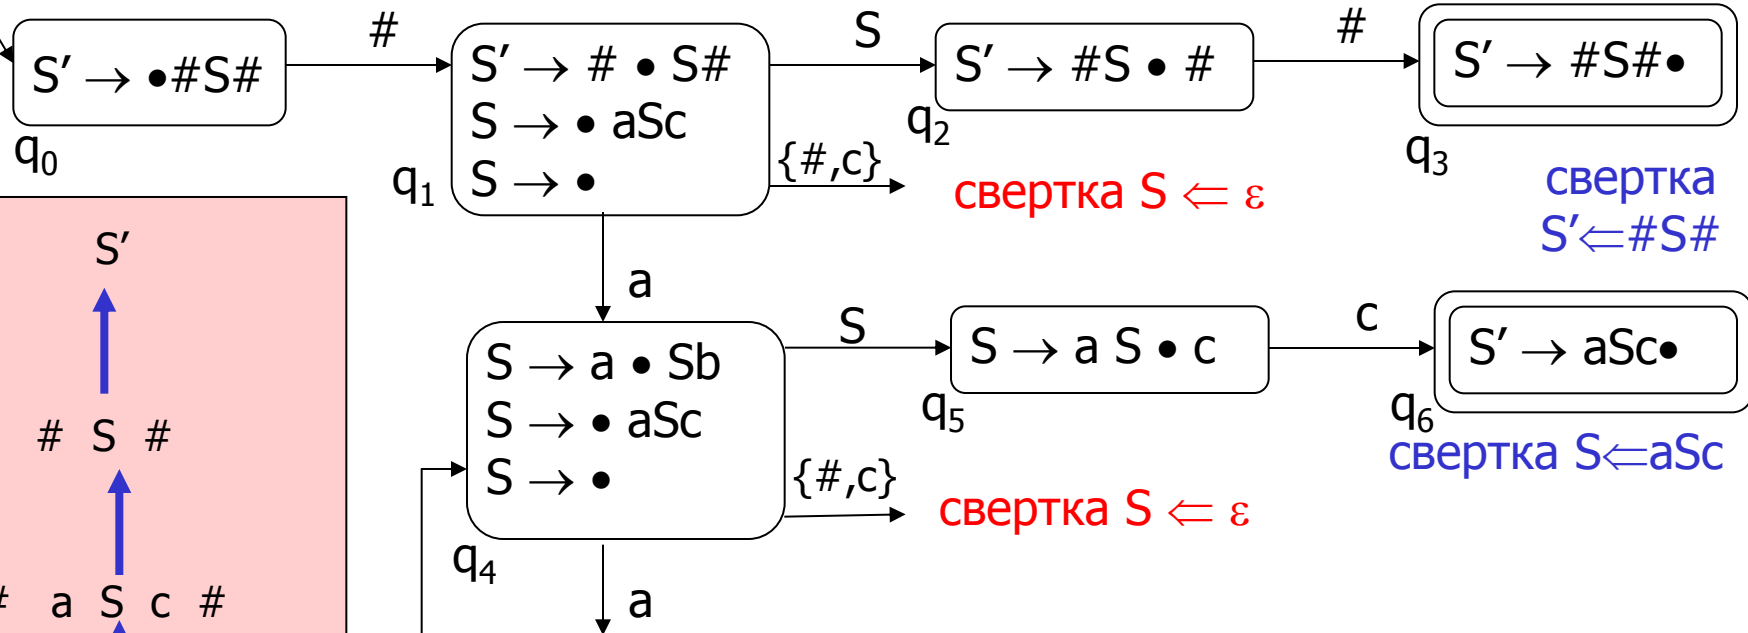 #
S
#
S′ → •#S#
S′ → # • S#
S → • aSc
S → •
S′ → #S • #
S′ → #S#•
q0
q1
{#,c}
q2
q3
свертка S ⇐ ε
свертка
S′⇐#S#
S′
a
S
c
S → a • Sb
S → • aSc
S → •
S → a S • c
S′ → aSc•
# S #
{#,c}
q4
q5
q6
свертка S ⇐ ε
свертка S⇐aSc
# a S c #
a